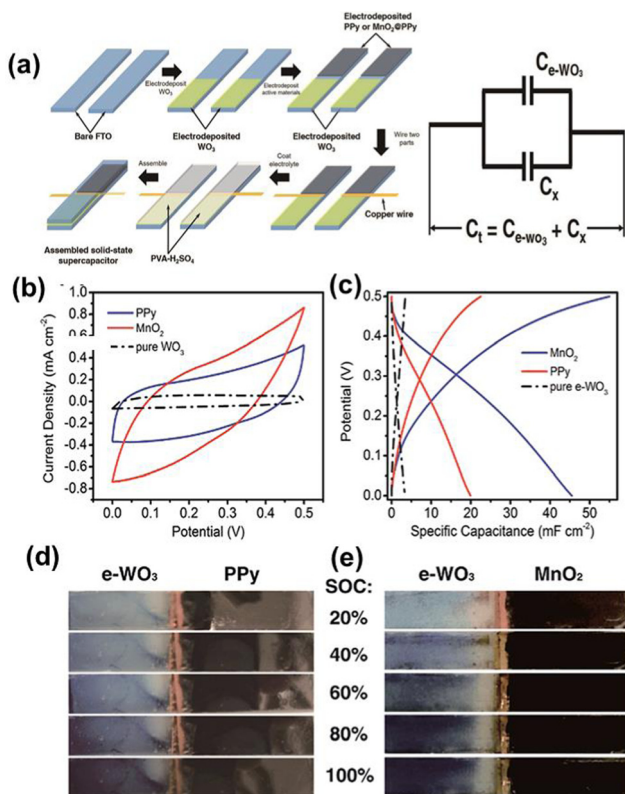 (a)
Electrodeposited
PPy or MnO₂@PPy
Electrodeposit
WO₃
Electrodeposit
active materials
Bare FTO
Electrodeposited
WO₃
Electrodeposited
WO₃
Wire two
parts
Assemble
Coat
electrolyte
Copper wire
Assembled solid-state
supercapacitor
PVA-H₂SO₄
C e-WO₃
Cₓ
Cₜ = C e-wo₃ + Cₓ
(b)
Current Density (mA cm⁻²)
1.0
0.8
0.4
0.2
0.0
-0.2
-0.4
-0.6
-0.8
PPy
MnO₂
pure WO₃
0.0 0.1 0.2 0.3 0.4 0.5
Potential (V)
(c)
Potential (V)
0.5
0.4
0.3
0.2
0.1
0.0
MnO₂
PPy
pure e-WO₃
0 10 20 30 40 50
Specific Capacitance (mF cm⁻²)
(d)
e-WO₃ PPy
SOC:
20%
40%
60%
80%
100%
(e)
e-WO₃ MnO₂